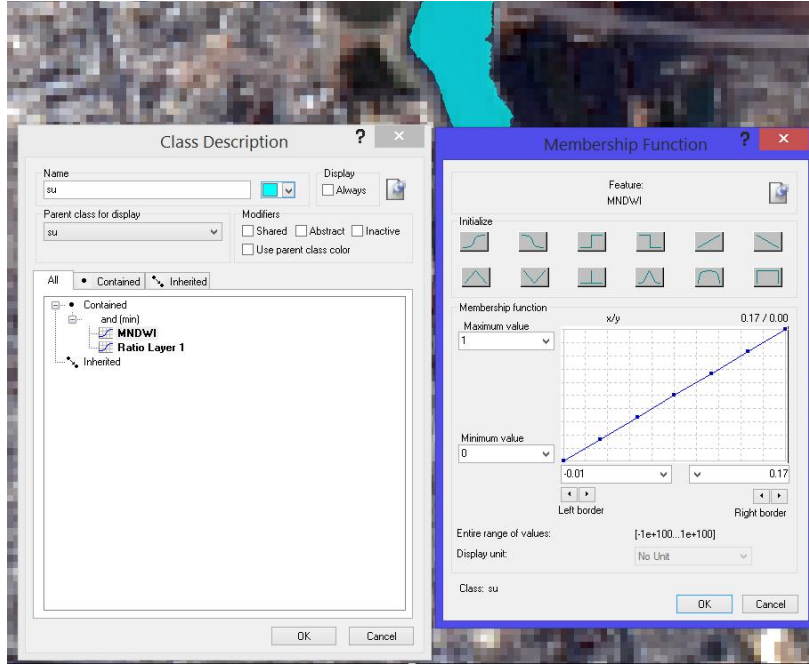 Class Description
?
×
Name
su
Display
Always
Parent class for display
su
Modifiers
Shared
Abstract
Inactive
Use parent class color
All
Contained
Inherited
Contained
and (min)
MNDWI
Ratio Layer 1
Inherited
OK
Cancel
Membership Function
?
×
Feature:
MNDWI
Initialize
Membership function
Maximum value
x/y
0.17 / 0.00
1
Minimum value
0
-0.01
0.17
Left border
Right border
Entire range of values:
[-1e+100...1e+100]
Display unit:
No Unit
Class: su
OK
Cancel